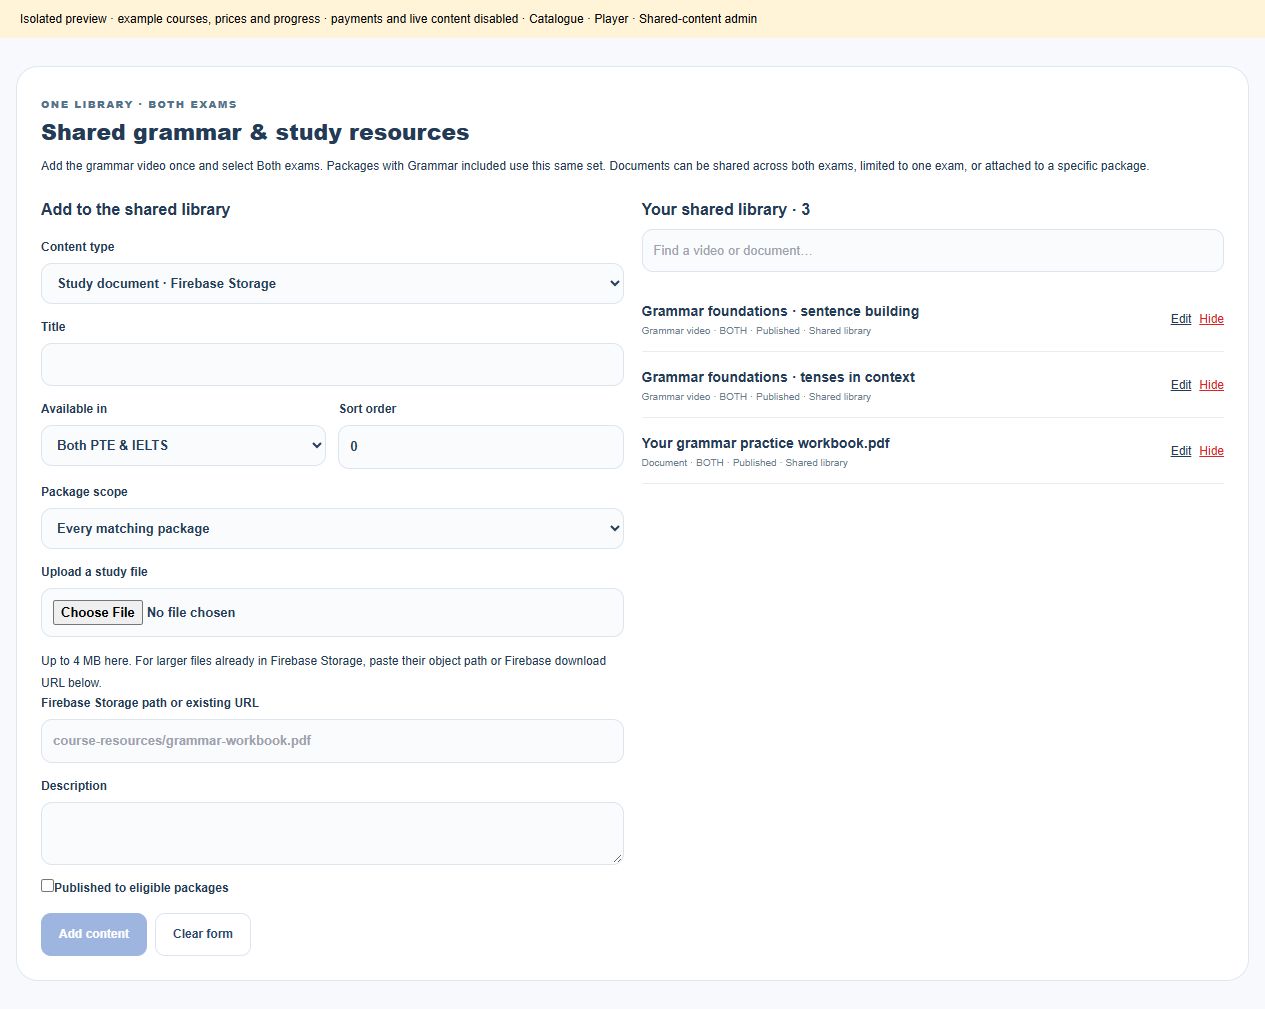 Isolated preview · example courses, prices and progress · payments and live content disabled · Catalogue · Player · Shared-content admin
ONE LIBRARY · BOTH EXAMS
Shared grammar & study resources
Add the grammar video once and select Both exams. Packages with Grammar included use this same set. Documents can be shared across both exams, limited to one exam, or attached to a specific package.
Add to the shared library
Content type
Study document · Firebase Storage
Title
Available in
Sort order
Both PTE & IELTS
0
Package scope
Every matching package
Upload a study file
Choose File No file chosen
Up to 4 MB here. For larger files already in Firebase Storage, paste their object path or Firebase download
URL below.
Firebase Storage path or existing URL
course-resources/grammar-workbook.pdf
Description
Published to eligible packages
Add content
Clear form
Your shared library · 3
Find a video or document...
Grammar foundations · sentence building
Grammar video · BOTH · Published · Shared library
Edit Hide
Grammar foundations · tenses in context
Grammar video · BOTH · Published · Shared library
Edit Hide
Your grammar practice workbook.pdf
Document · BOTH · Published · Shared library
Edit Hide